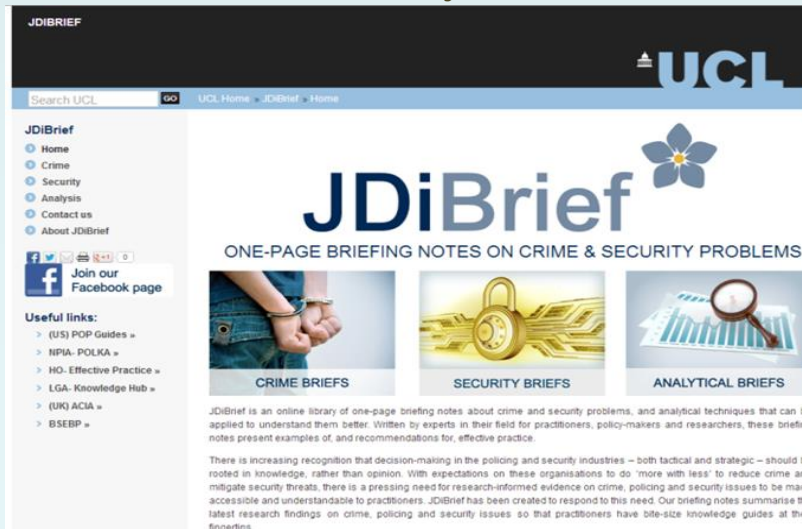 JDIBRIEF
UCL
Search UCL
GO
UCL Home » JDiBrief » Home
JDiBrief
Home
Crime
Security
Analysis
Contact us
About JDiBrief
+1 0
Join our
Facebook page
Useful links:
(US) POP Guides »
NPIA- POLKA »
HO- Effective Practice »
LGA- Knowledge Hub »
(UK) ACIA »
BSEBP »
JDiBrief
ONE-PAGE BRIEFING NOTES ON CRIME & SECURITY PROBLEMS
CRIME BRIEFS
SECURITY BRIEFS
ANALYTICAL BRIEFS
JDiBrief is an online library of one-page briefing notes about crime and security problems, and analytical techniques that can
applied to understand them better. Written by experts in their field for practitioners, policy-makers and researchers, these
notes present examples of, and recommendations for, effective practice.
There is increasing recognition that decision-making in the policing and security industries – both tactical and strategic – should
rooted in knowledge, rather than opinion. With expectations on these organisations to do 'more with less' to reduce crime
mitigate security threats, there is a pressing need for research-informed evidence on crime, policing and security issues to be
accessible and understandable to practitioners. JDiBrief has been created to respond to this need. Our briefing notes summarise
latest research findings on crime, policing and security issues so that practitioners have bite-size knowledge guides at
fingertips